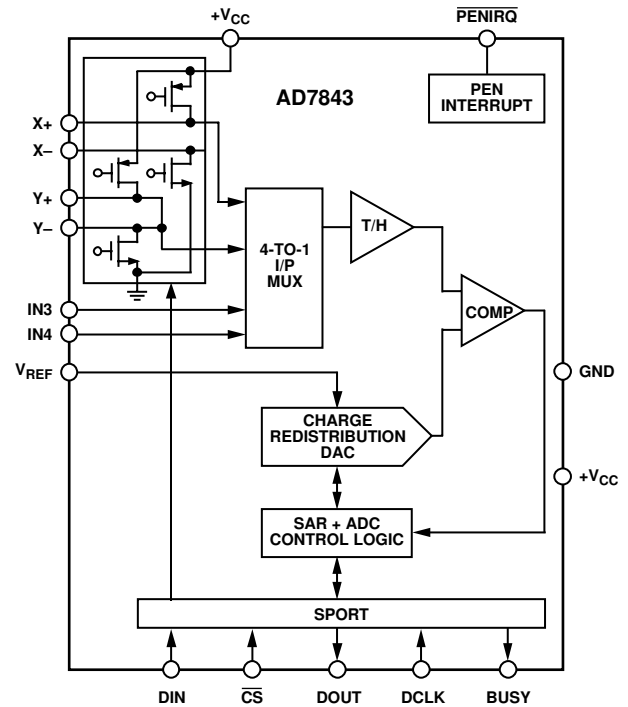 +VCC
PENIRQ
AD7843
PEN
INTERRUPT
X+
X–
Y+
Y–
4-TO-1
I/P
MUX
T/H
COMP
IN3
IN4
VREF
GND
CHARGE
REDISTRIBUTION
DAC
+VCC
SAR + ADC
CONTROL LOGIC
SPORT
DIN
CS
DOUT
DCLK
BUSY